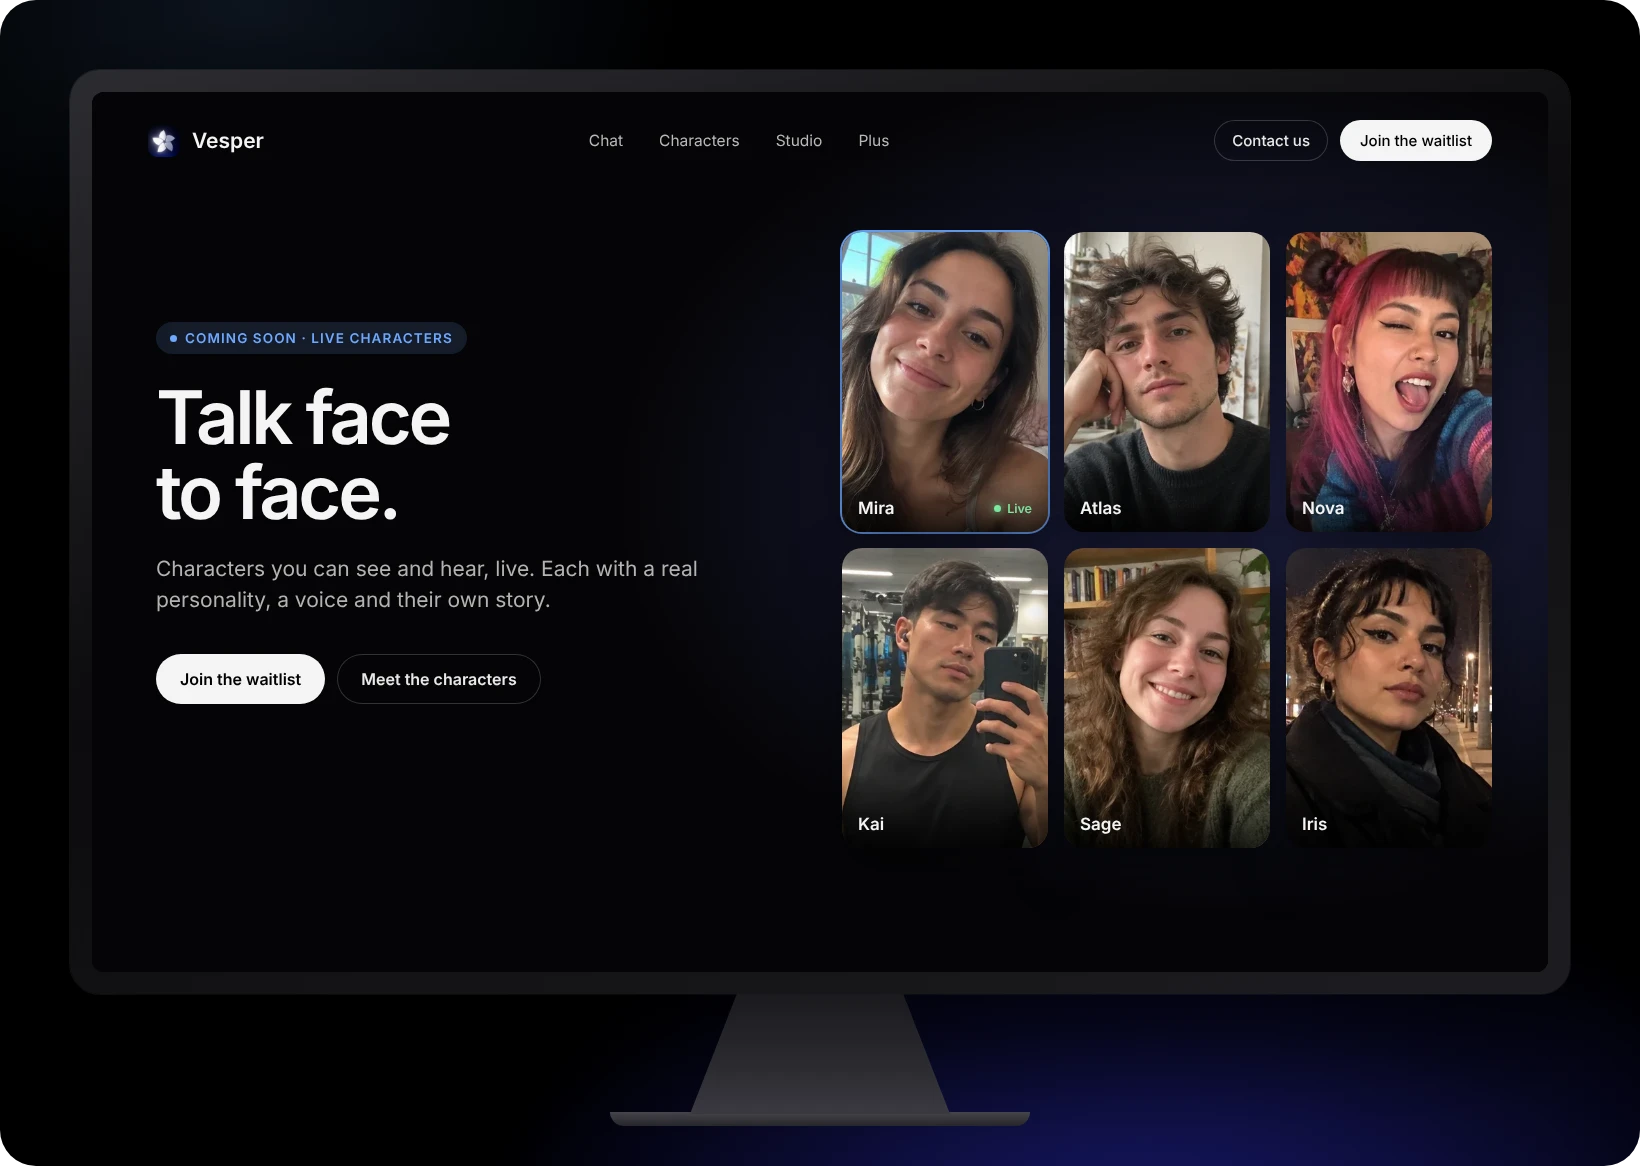 Vesper
Chat
Characters
Studio
Plus
Contact us
Join the waitlist
COMING SOON · LIVE CHARACTERS
Talk face
to face.
Characters you can see and hear, live. Each with a real
personality, a voice and their own story.
Join the waitlist
Meet the characters
Mira
Live
Atlas
Nova
Kai
Sage
Iris